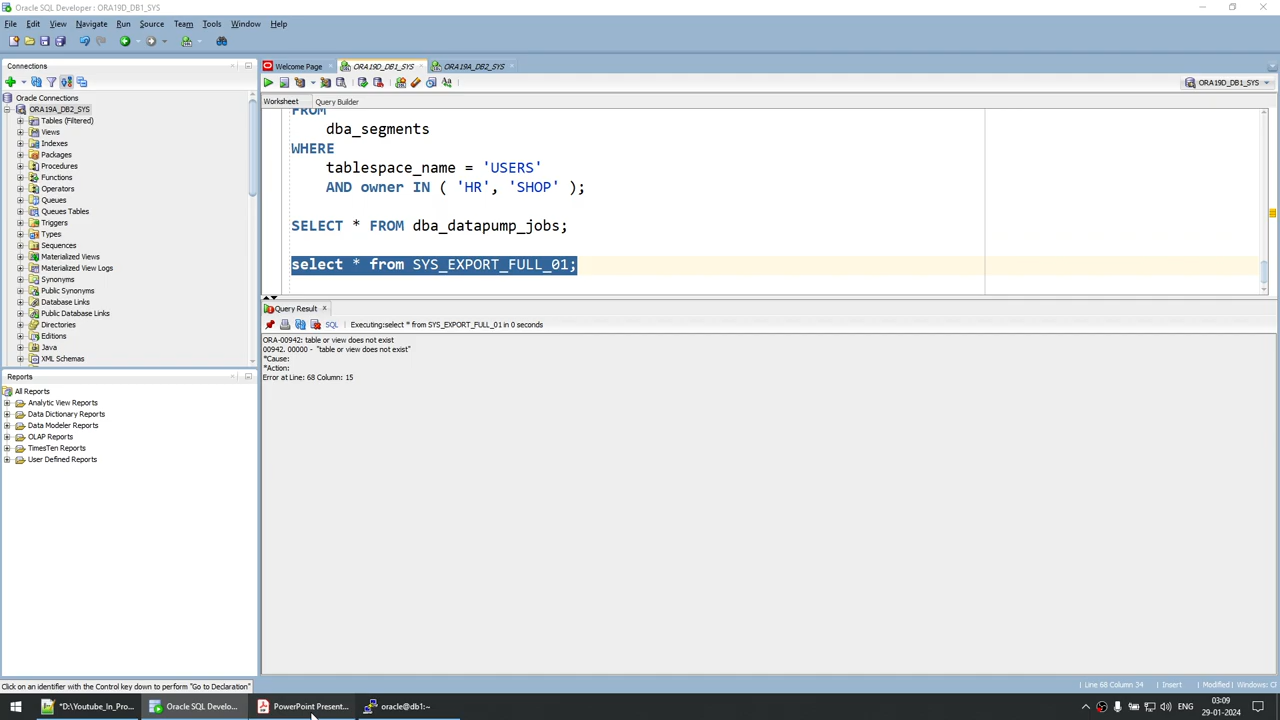 Oracle SQL Developer : ORA19D_DB1_SYS
File Edit View Navigate Run Source Team Tools Window Help
Connections
Oracle Connections
ORA19A_DB2_SYS
Tables (Filtered)
Views
Indexes
Packages
Procedures
Functions
Operators
Queues
Queues Tables
Triggers
Types
Sequences
Materialized Views
Materialized View Logs
Synonyms
Public Synonyms
Database Links
Public Database Links
Directories
Editions
Java
XML Schemas
Reports
All Reports
Analytic View Reports
Data Dictionary Reports
Data Modeler Reports
OLAP Reports
TimesTen Reports
User Defined Reports
Welcome Page ORA19D_DB1_SYS ORA19A_DB2_SYS
ORA19D_DB1_SYS
Worksheet Query Builder
FROM
dba_segments
WHERE
tablespace_name = 'USERS'
AND owner IN ( 'HR', 'SHOP' );
SELECT * FROM dba_datapump_jobs;
select * from SYS_EXPORT_FULL_01;
Query Result
SQL | Executing:select * from SYS_EXPORT_FULL_01 in 0 seconds
ORA-00942: table or view does not exist
00942. 00000 - "table or view does not exist"
*Cause:
*Action:
Error at Line: 68 Column: 15
Click on an identifier with the Control key down to perform "Go to Declaration"
Line 68 Column 34 Insert Modified Windows: CI
*D:\Youtube_In_Pro... Oracle SQL Develo... PowerPoint Present... oracle@db1:~
ENG 03:09
29-01-2024